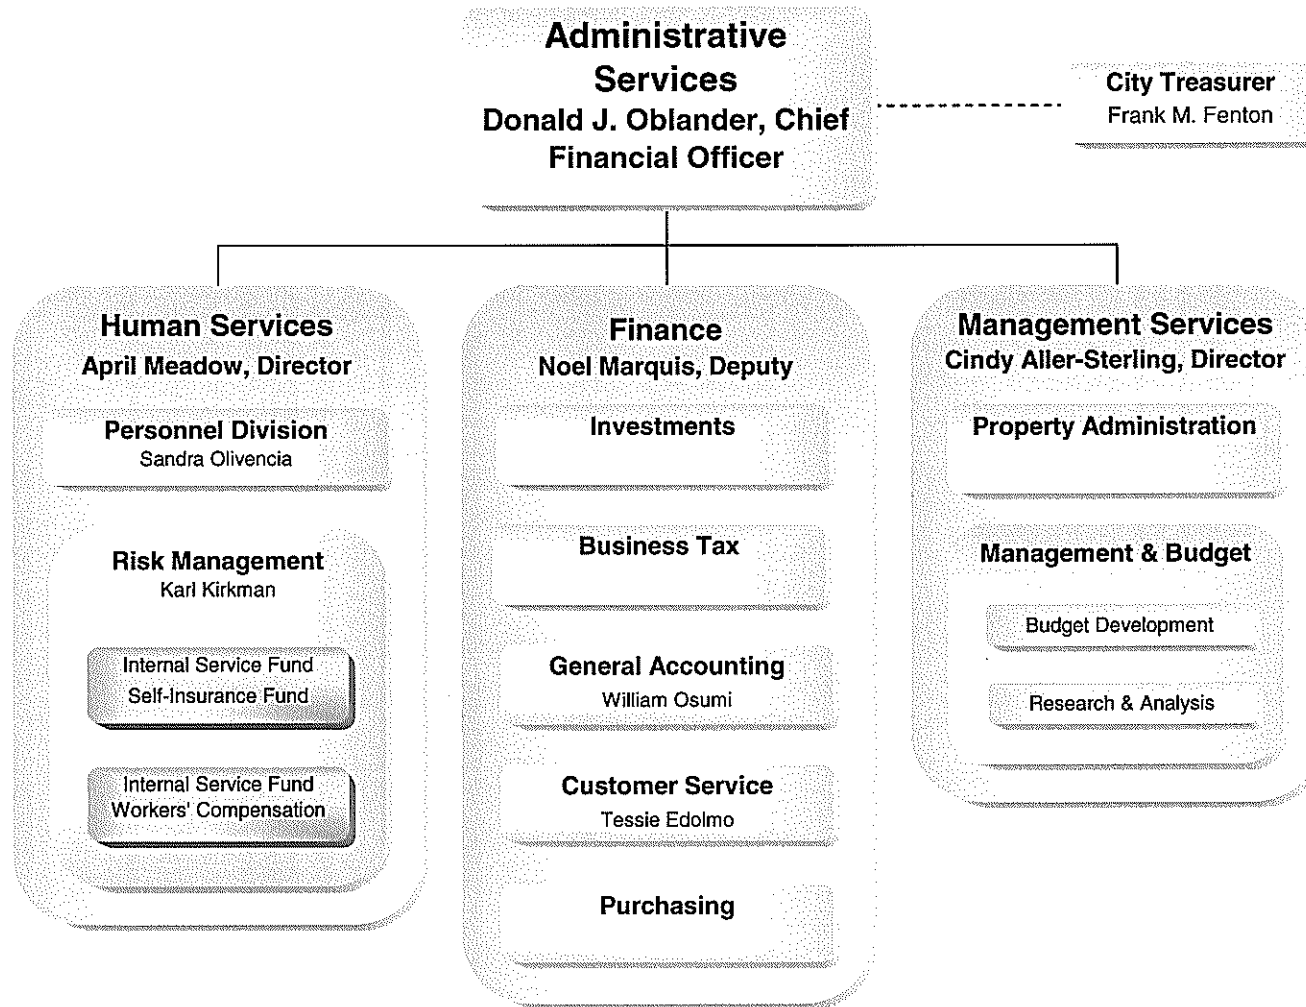 Administrative
Services
Donald J. Oblander, Chief
Financial Officer
City Treasurer
Frank M. Fenton
Human Services
April Meadow, Director
Personnel Division
Sandra Olivencia
Risk Management
Karl Kirkman
Internal Service Fund
Self-Insurance Fund
Internal Service Fund
Workers' Compensation
Finance
Noel Marquis, Deputy
Investments
Business Tax
General Accounting
William Osumi
Customer Service
Tessie Edolmo
Purchasing
Management Services
Cindy Aller-Sterling, Director
Property Administration
Management & Budget
Budget Development
Research & Analysis